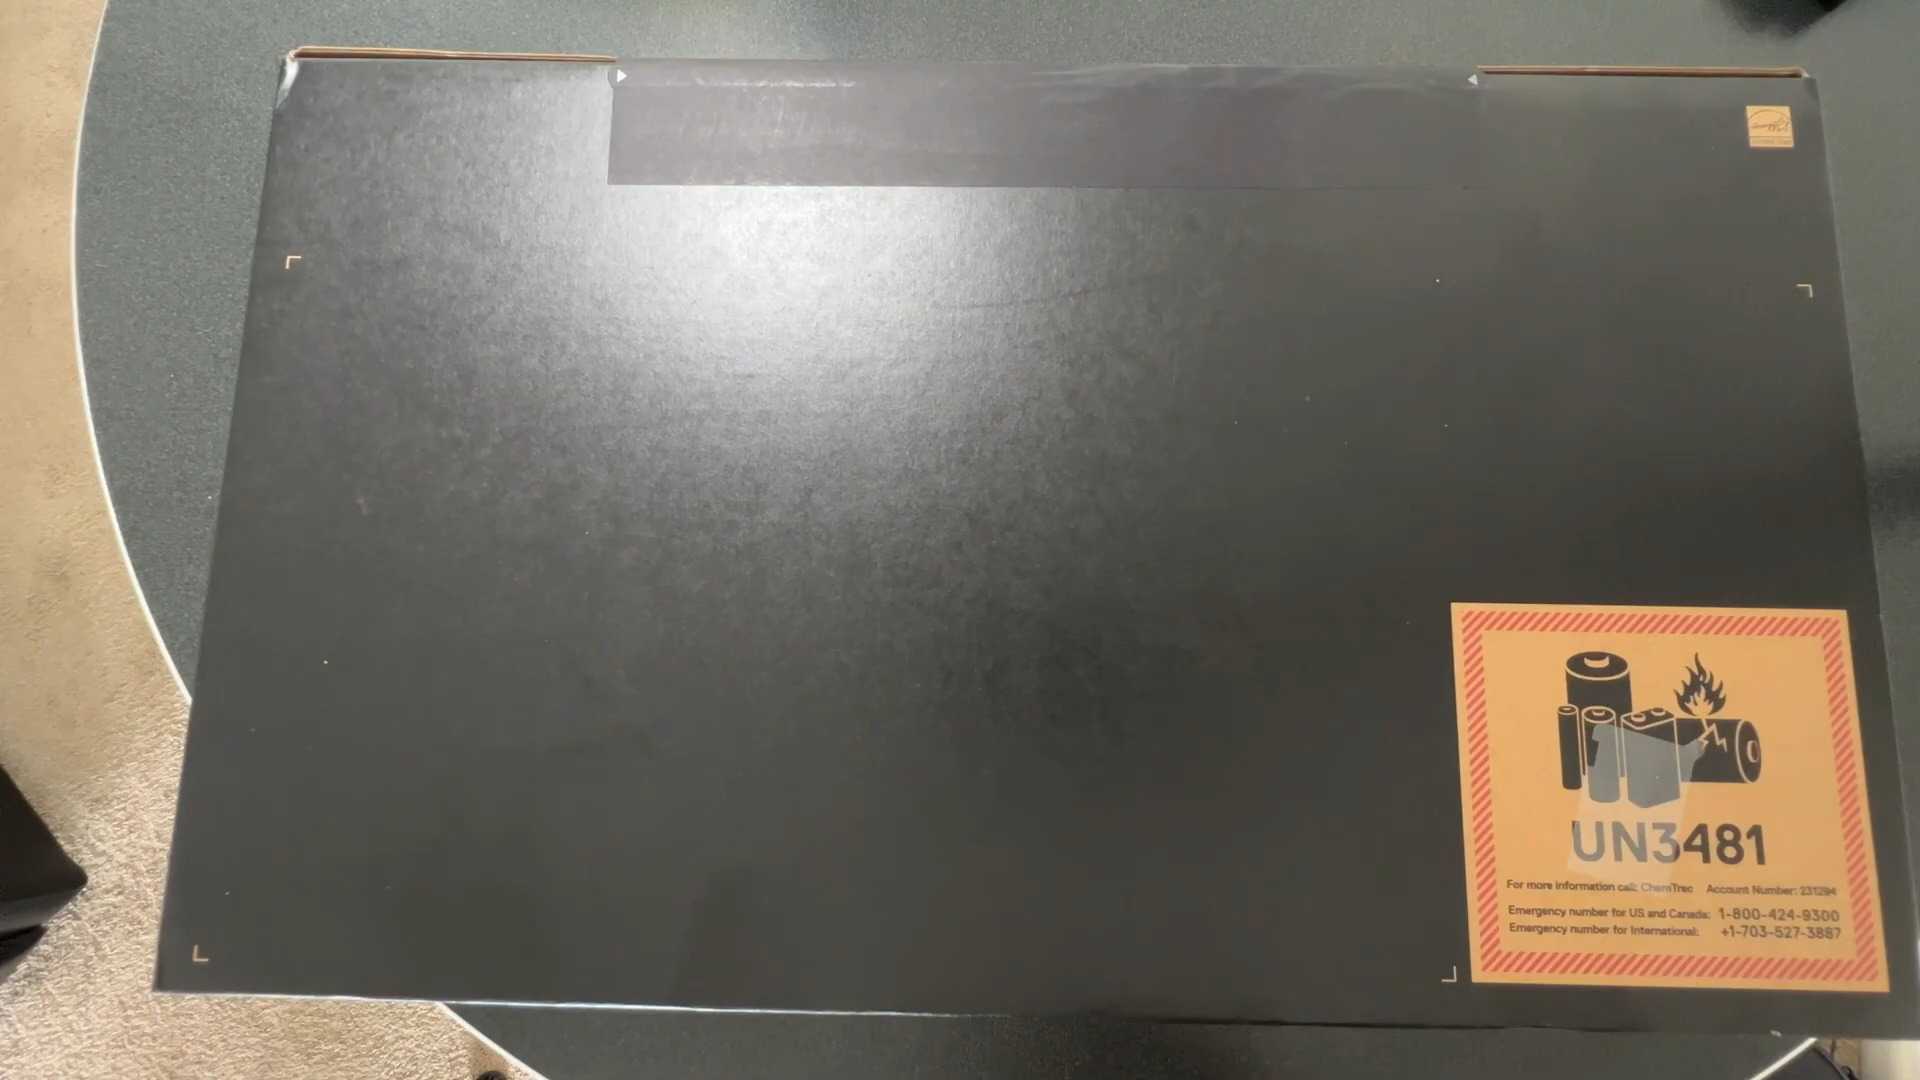 UN3481
For more information call: ChemTrec Account Number: 231294
Emergency number for US and Canada: 1-800-424-9300
Emergency number for International: +1-703-527-3887